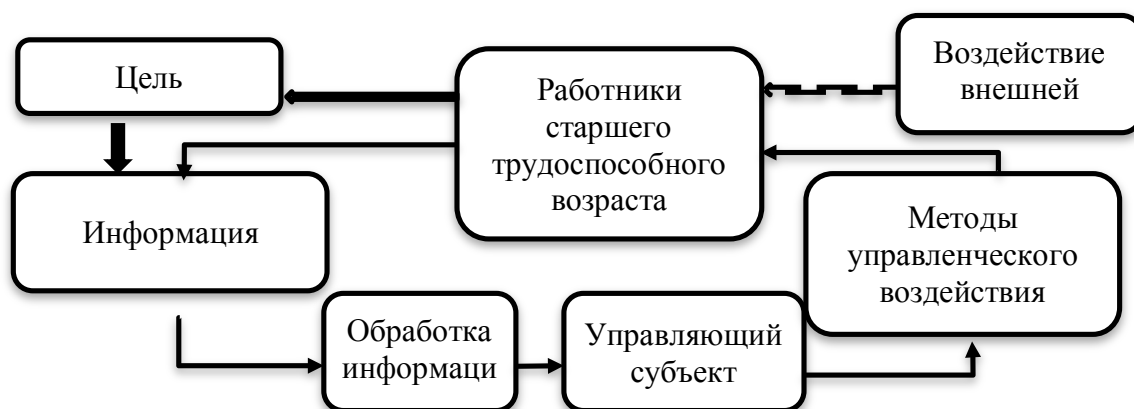 Цель
Работники
старшего
трудоспособного
возраста
Воздействие
внешней
Информация
Методы
управленческого
воздействия
Обработка
информаци
Управляющий
субъект